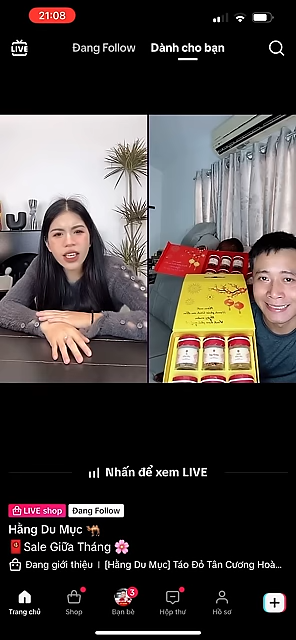 21:08
LIVE
Đang Follow
Dành cho bạn
Nhấn để xem LIVE
LIVE shop
Đang Follow
Hằng Du Mục 🐫
🧧Sale Giữa Tháng 🌸
Đang giới thiệu | [Hằng Du Mục] Táo Đỏ Tân Cương Hoà...
Trang chủ
Shop
3
Bạn bè
Hộp thư
Hồ sơ